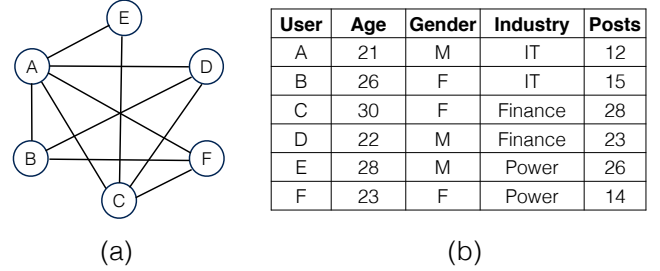 E
A
D
B
F
C
(a)
User Age Gender Industry Posts
A 21 M IT 12
B 26 F IT 15
C 30 F Finance 28
D 22 M Finance 23
E 28 M Power 26
F 23 F Power 14
(b)